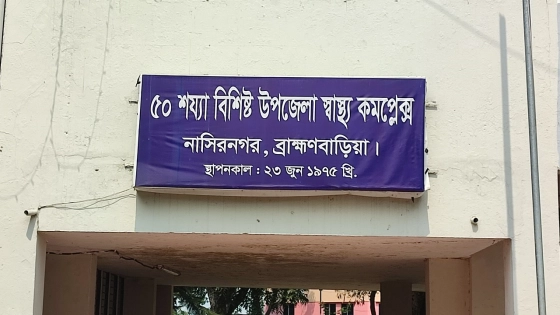 ৫০ শয্যা বিশিষ্ট উপজেলা স্বাস্থ্য কমপ্লেক্স
নাসিরনগর, ব্রাহ্মণবাড়িয়া।
স্থাপনকাল : ২৩ জুন ১৯৭৫ খ্রি.